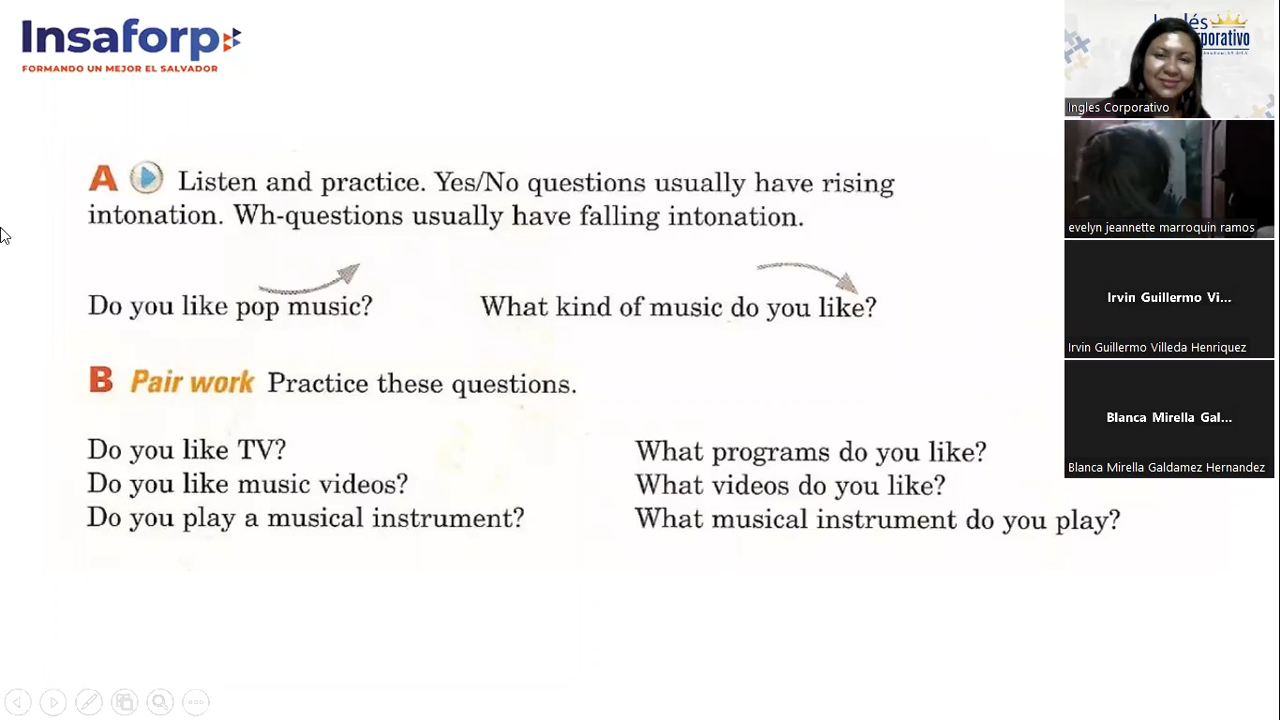 Insaforp
FORMANDO UN MEJOR EL SALVADOR
A Listen and practice. Yes/No questions usually have rising
intonation. Wh-questions usually have falling intonation.
Do you like pop music? What kind of music do you like?
B Pair work Practice these questions.
Do you like TV? What programs do you like?
Do you like music videos? What videos do you like?
Do you play a musical instrument? What musical instrument do you play?
Ingles Corporativo
evelyn jeannette marroquin ramos
Irvin Guillermo Vi...
Irvin Guillermo Villeda Henriquez
Blanca Mirella Gal...
Blanca Mirella Galdamez Hernandez